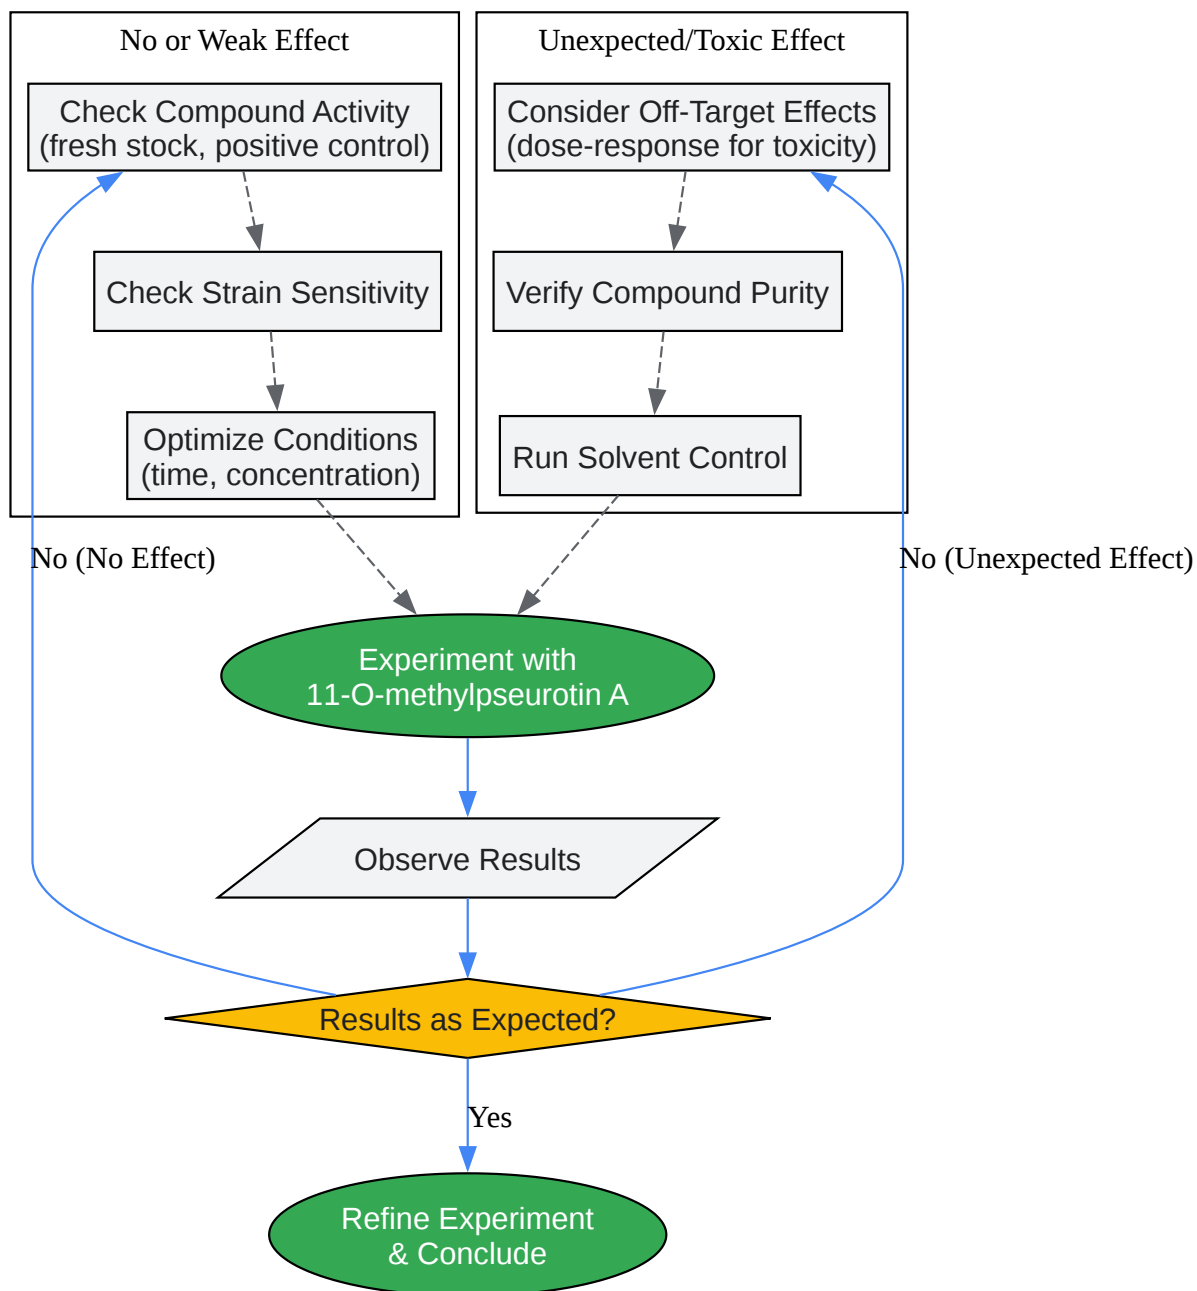 No or Weak Effect
Check Compound Activity
(fresh stock, positive control)
Check Strain Sensitivity
Optimize Conditions
(time, concentration)
Unexpected/Toxic Effect
Consider Off-Target Effects
(dose-response for toxicity)
Verify Compound Purity
Run Solvent Control
No (No Effect)
No (Unexpected Effect)
Experiment with
11-O-methylpseurotin A
Observe Results
Results as Expected?
Yes
Refine Experiment
& Conclude